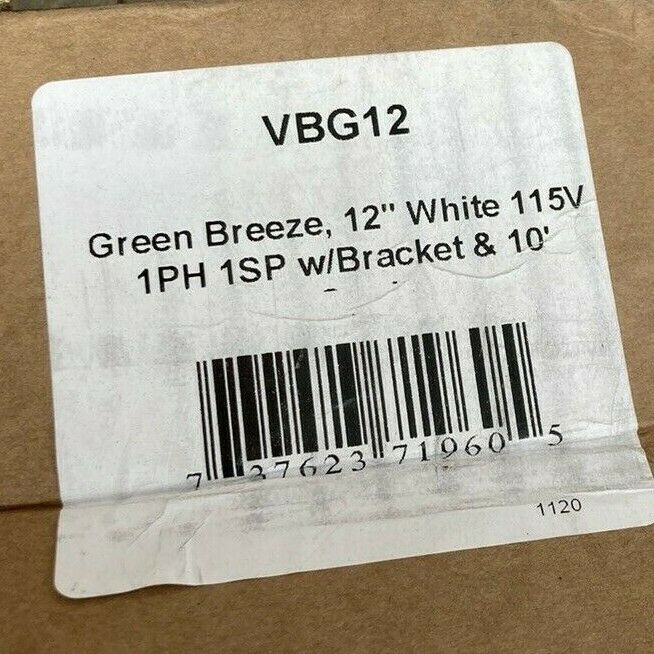 VBG12
Green Breeze, 12" White 115V
1PH 1SP w/Bracket & 10'
7 37623 71960 5
1120